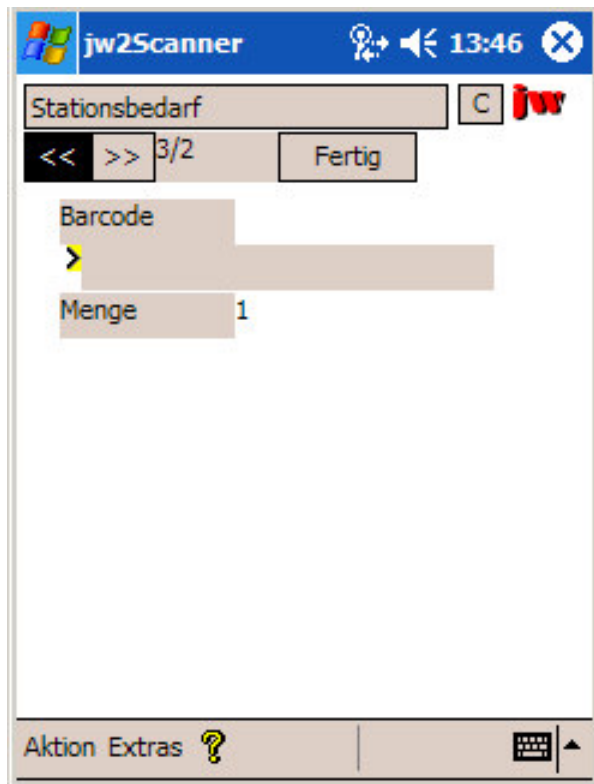 jw2Scanner 13:46
Stationsbedarf C jw
<< >> 3/2 Fertig
Barcode
>
Menge 1
Aktion Extras ?